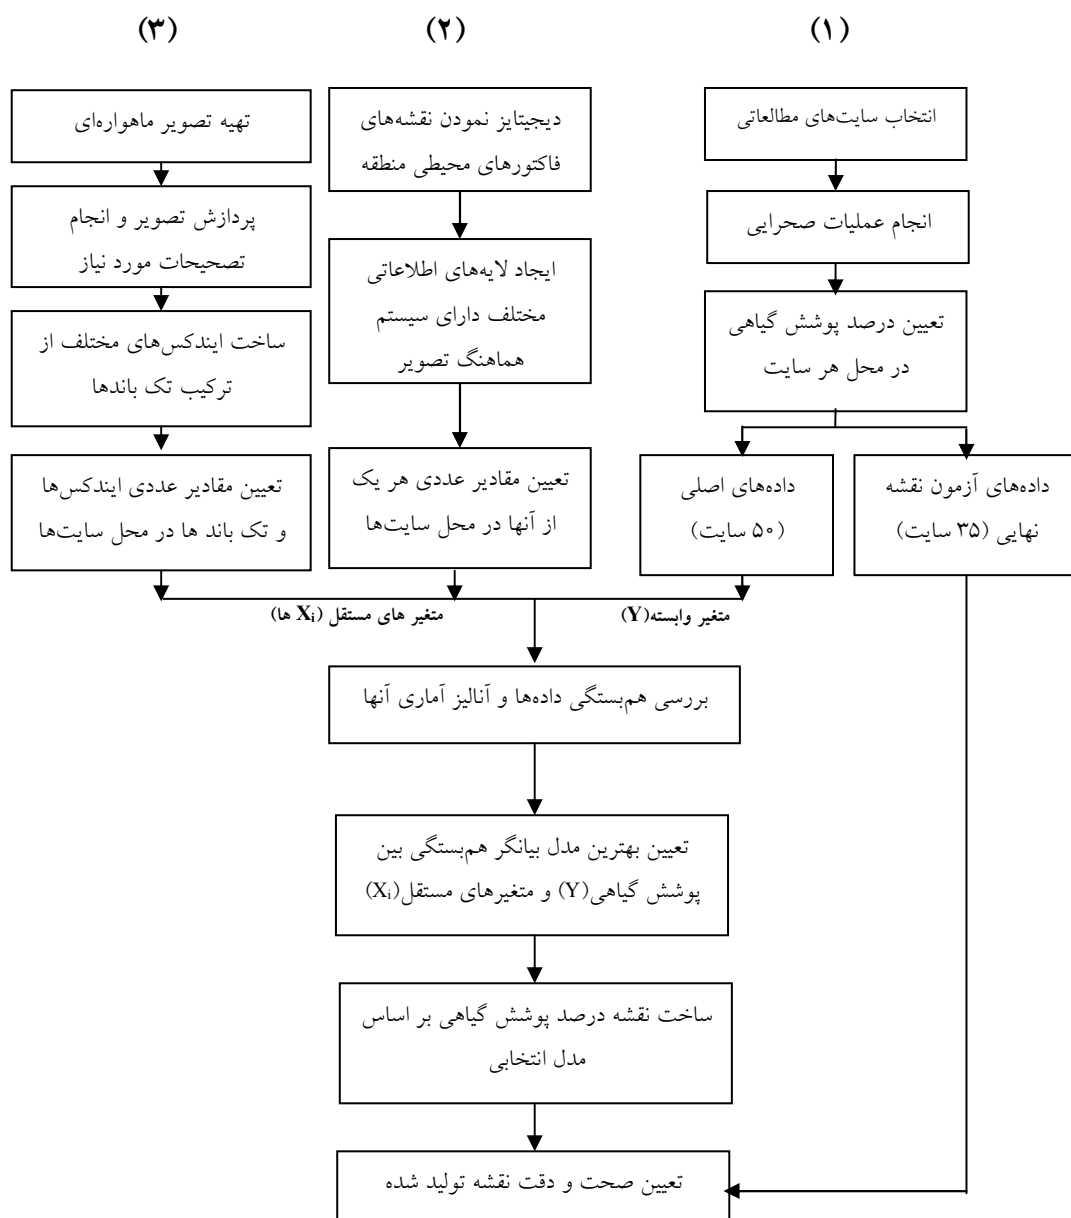 (۱)
(۲)
(۳)
انتخاب سایت‌های مطالعاتی
انجام عملیات صحرایی
تعیین درصد پوشش گیاهی
در محل هر سایت
داده‌های آزمون نقشه
نهایی (۳۵ سایت)
داده‌های اصلی
(۵۰ سایت)
دیجیتایز نمودن نقشه‌های
فاکتورهای محیطی منطقه
ایجاد لایه‌های اطلاعاتی
مختلف دارای سیستم
هماهنگ تصویر
تعیین مقادیر عددی هر یک
از آنها در محل سایت‌ها
تهیه تصویر ماهواره‌ای
پردازش تصویر و انجام
تصحیحات مورد نیاز
ساخت ایندکس‌های مختلف از
ترکیب تک باندها
تعیین مقادیر عددی ایندکس‌ها
و تک باند ها در محل سایت‌ها
متغیر وابسته(Y)
متغیر های مستقل (Xi ها)
بررسی هم‌بستگی داده‌ها و آنالیز آماری آنها
تعیین بهترین مدل بیانگر هم‌بستگی بین
پوشش گیاهی(Y) و متغیرهای مستقل(Xi)
ساخت نقشه درصد پوشش گیاهی بر اساس
مدل انتخابی
تعیین صحت و دقت نقشه تولید شده